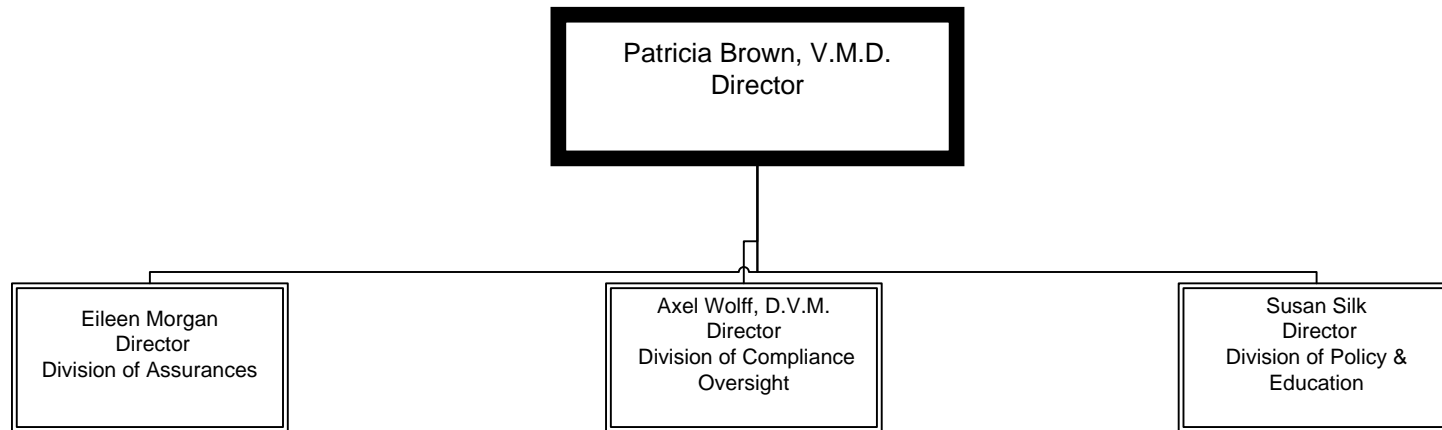 Patricia Brown, V.M.D.
Director
Eileen Morgan
Director
Division of Assurances
Axel Wolff, D.V.M.
Director
Division of Compliance
Oversight
Susan Silk
Director
Division of Policy &
Education